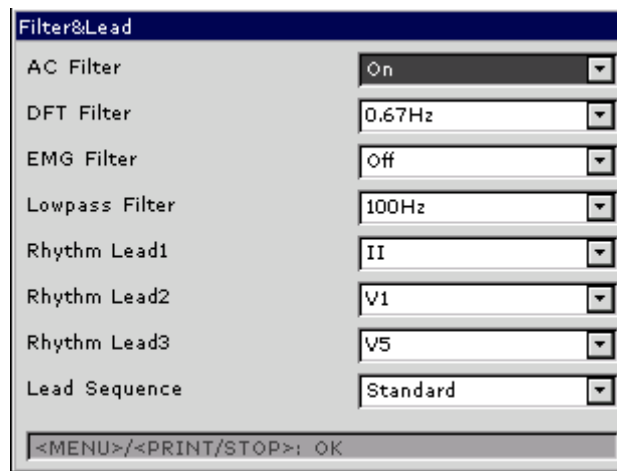 Filter&Lead
AC Filter On
DFT Filter 0.67Hz
EMG Filter Off
Lowpass Filter 100Hz
Rhythm Lead1 II
Rhythm Lead2 V1
Rhythm Lead3 V5
Lead Sequence Standard
<MENU>/<PRINT/STOP>: OK